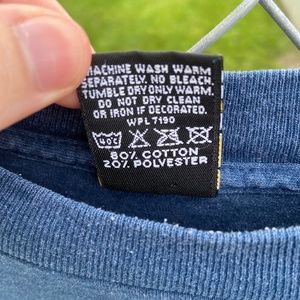 MACHINE WASH WARM
SEPARATELY. NO BLEACH.
TUMBLE DRY ONLY WARM.
DO NOT DRY CLEAN
OR IRON IF DECORATED.
WPL 7190
40°C
80% COTTON
20% POLYESTER